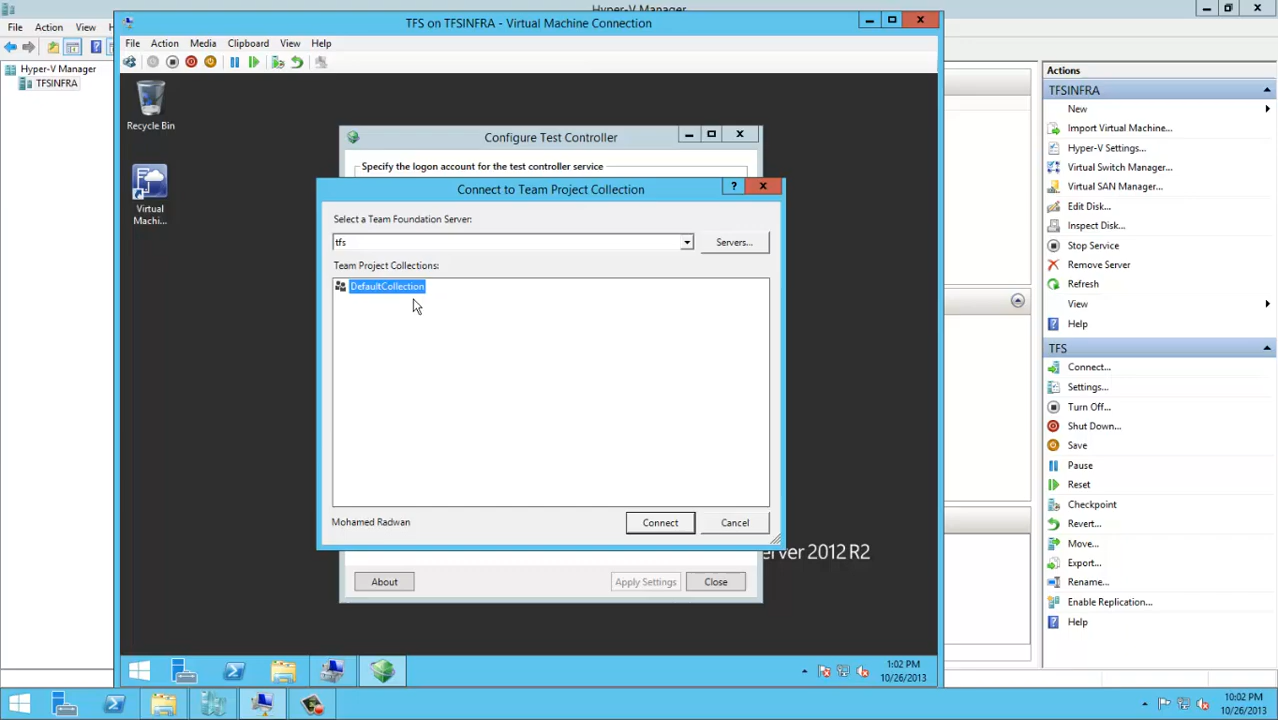 Hyper-V Manager
File Action View
Hyper-V Manager
TFSINFRA
TFS on TFSINFRA - Virtual Machine Connection
File Action Media Clipboard View Help
Recycle Bin
Virtual
Machi...
Configure Test Controller
Specify the logon account for the test controller service
Connect to Team Project Collection
?
Select a Team Foundation Server:
tfs
Servers...
Team Project Collections:
DefaultCollection
Mohamed Radwan
Connect
Cancel
erver 2012 R2
About
Apply Settings
Close
1:02 PM
10/26/2013
Actions
TFSINFRA
New
Import Virtual Machine...
Hyper-V Settings...
Virtual Switch Manager...
Virtual SAN Manager...
Edit Disk...
Inspect Disk...
Stop Service
Remove Server
Refresh
View
Help
TFS
Connect...
Settings...
Turn Off...
Shut Down...
Save
Pause
Reset
Checkpoint
Revert...
Move...
Export...
Rename...
Enable Replication...
Help
10:02 PM
10/26/2013